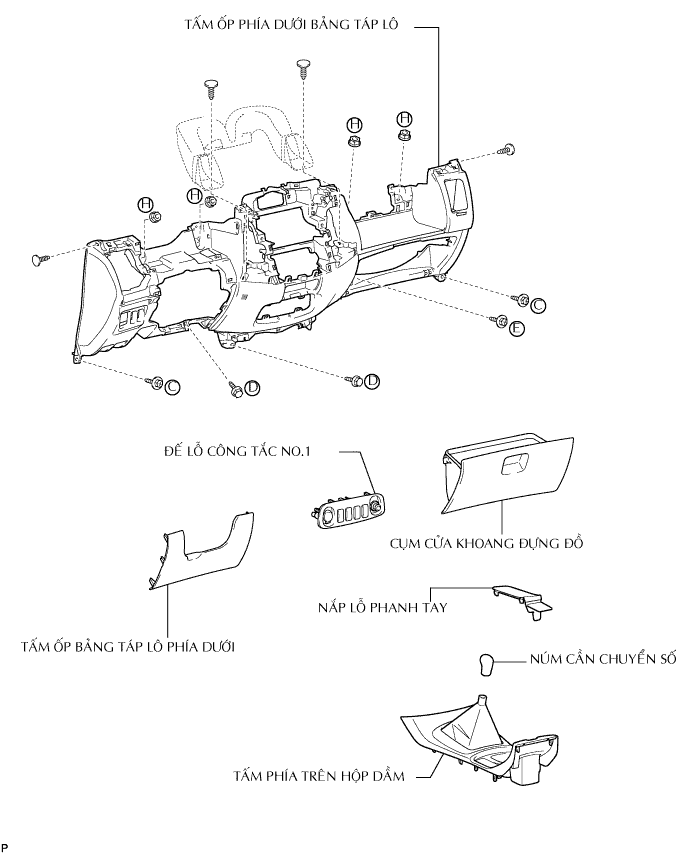 TẤM ỐP PHÍA DƯỚI BẢNG TÁP LÔ
H
H
H
H
C
E
C
D
D
ĐẾ LỖ CÔNG TẮC NO.1
CỤM CỬA KHOANG ĐỰNG ĐỒ
NẮP LỖ PHANH TAY
TẤM ỐP BẢNG TÁP LÔ PHÍA DƯỚI
NÚM CẦN CHUYỂN SỐ
TẤM PHÍA TRÊN HỘP DẦM
P